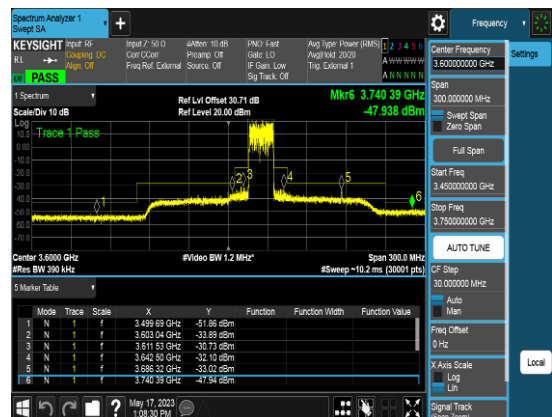 Spectrum Analyzer 1
Swept SA
+
Frequency
KEYSIGHT Input: RF Input Z: 50 Ω #Atten: 10 dB PNO: Fast Avg Type: Power (RMS) 1 2 3 4 5 6
RL Coupling: DC Corr CCorr Preamp: Off Gate: LO Avg|Hold: 20/20
Align: Off Freq Ref: External Source: Off IF Gain: Low Trig: External 1 A W W W W W
PASS Sig Track: Off A N N N N N
Center Frequency
3.600000000 GHz
Settings
Span
300.000000 MHz
Swept Span
Zero Span
Full Span
Start Freq
3.450000000 GHz
Stop Freq
3.750000000 GHz
AUTO TUNE
CF Step
30.000000 MHz
Auto
Man
Freq Offset
0 Hz
X Axis Scale
Log
Lin
Local
Signal Track
(Span Zoom)
1 Spectrum
Scale/Div 10 dB
Ref Lvl Offset 30.71 dB
Ref Level 20.00 dBm
Mkr6 3.740 39 GHz
-47.938 dBm
Log
Trace 1 Pass
10.0
0.00
-10.0
-20.0
-30.0
-40.0
-50.0
-60.0
-70.0
1
2
3
4
5
6
Center 3.6000 GHz #Video BW 1.2 MHz* Span 300.0 MHz
#Res BW 390 kHz #Sweep ~10.2 ms (30001 pts)
5 Marker Table
Mode Trace Scale X Y Function Function Width Function Value
1 N 1 f 3.499 69 GHz -51.86 dBm
2 N 1 f 3.603 04 GHz -33.89 dBm
3 N 1 f 3.611 53 GHz -30.73 dBm
4 N 1 f 3.642 50 GHz -32.10 dBm
5 N 1 f 3.686 32 GHz -33.02 dBm
6 N 1 f 3.740 39 GHz -47.94 dBm
?
May 17, 2023
1:08:30 PM